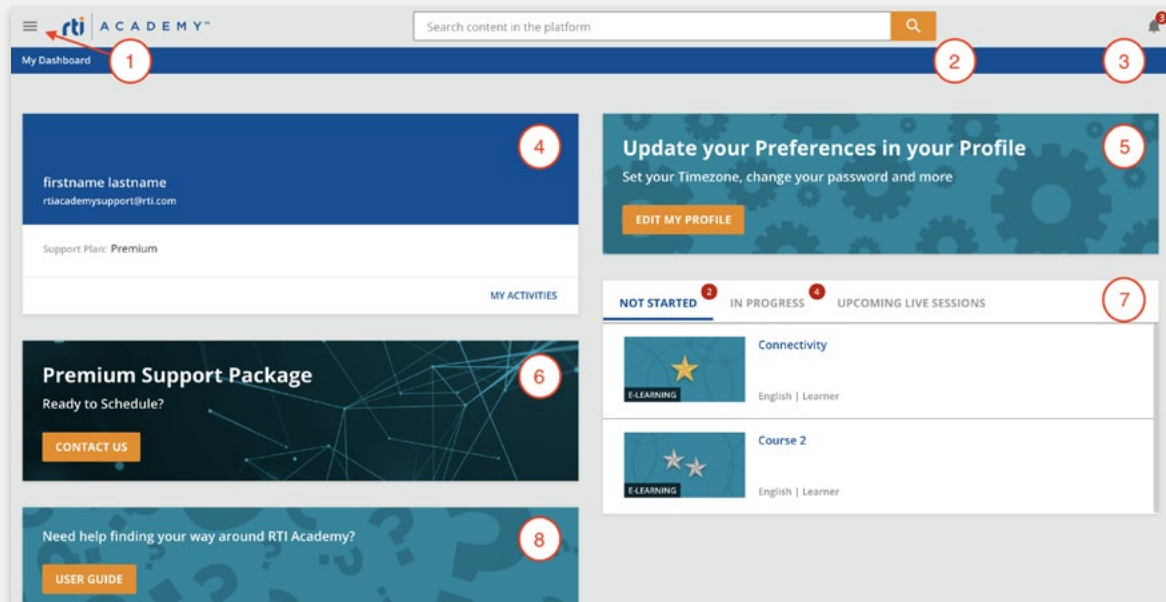 rti ACADEMY™
Search content in the platform
3
My Dashboard
1
2
3
4
firstname lastname
rtiacademysupport@rti.com
Support Plan: Premium
MY ACTIVITIES
5
Update your Preferences in your Profile
Set your Timezone, change your password and more
EDIT MY PROFILE
6
Premium Support Package
Ready to Schedule?
CONTACT US
7
NOT STARTED 2 IN PROGRESS 4 UPCOMING LIVE SESSIONS
Connectivity
E-LEARNING
English | Learner
Course 2
E-LEARNING
English | Learner
8
Need help finding your way around RTI Academy?
USER GUIDE